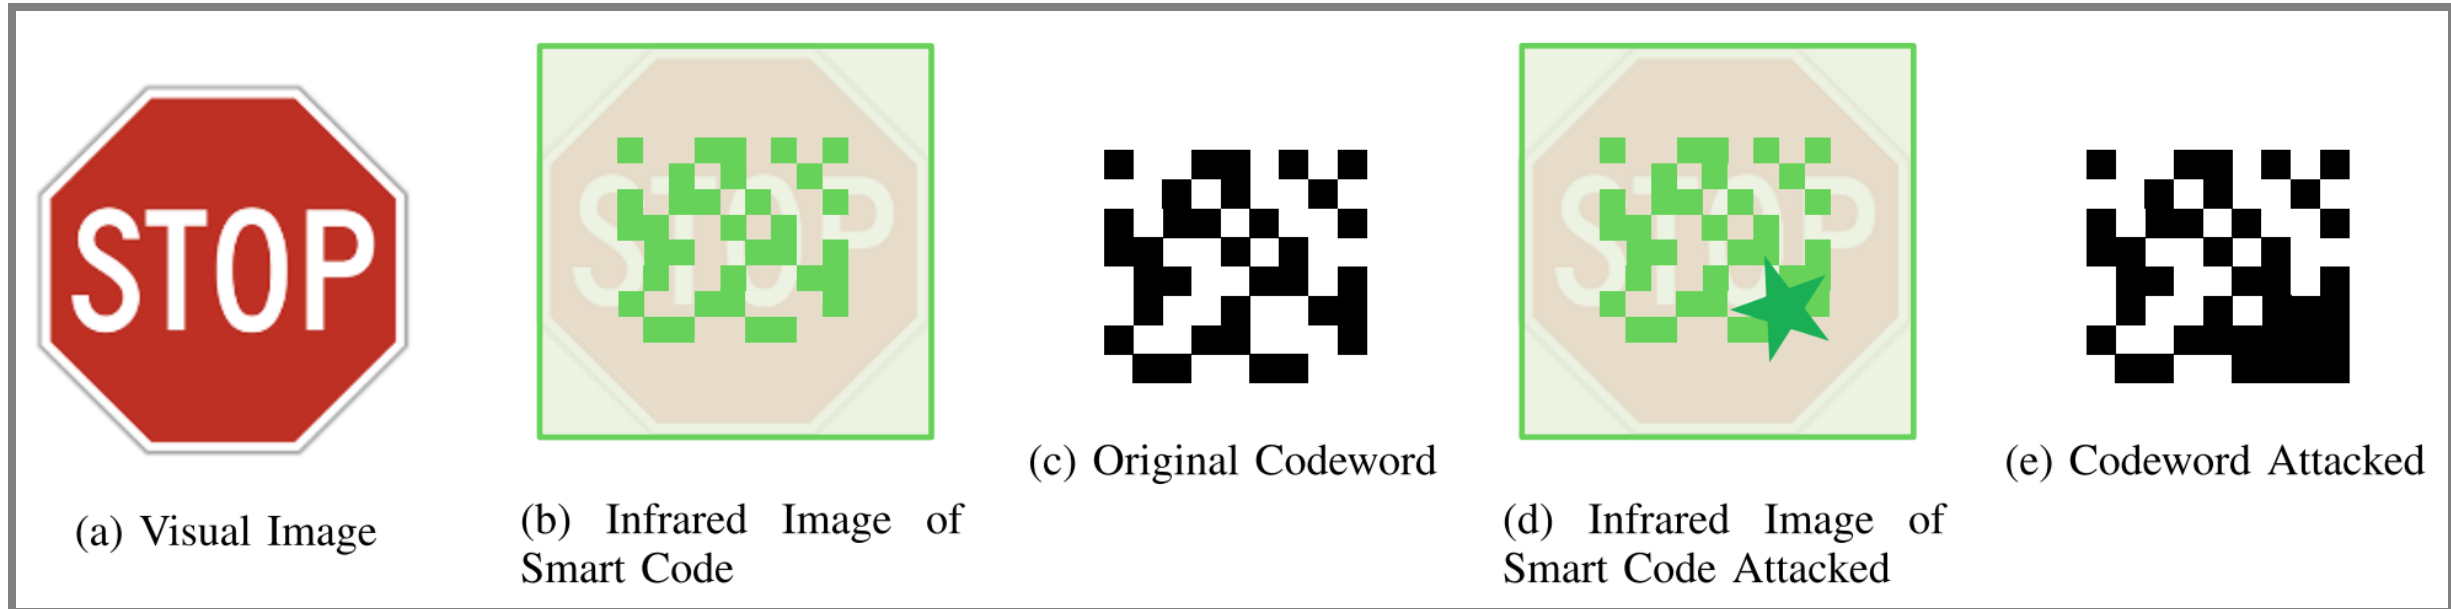 STOP
STOP
STOP
(a) Visual Image
(b) Infrared Image of
Smart Code
(c) Original Codeword
(d) Infrared Image of
Smart Code Attacked
(e) Codeword Attacked